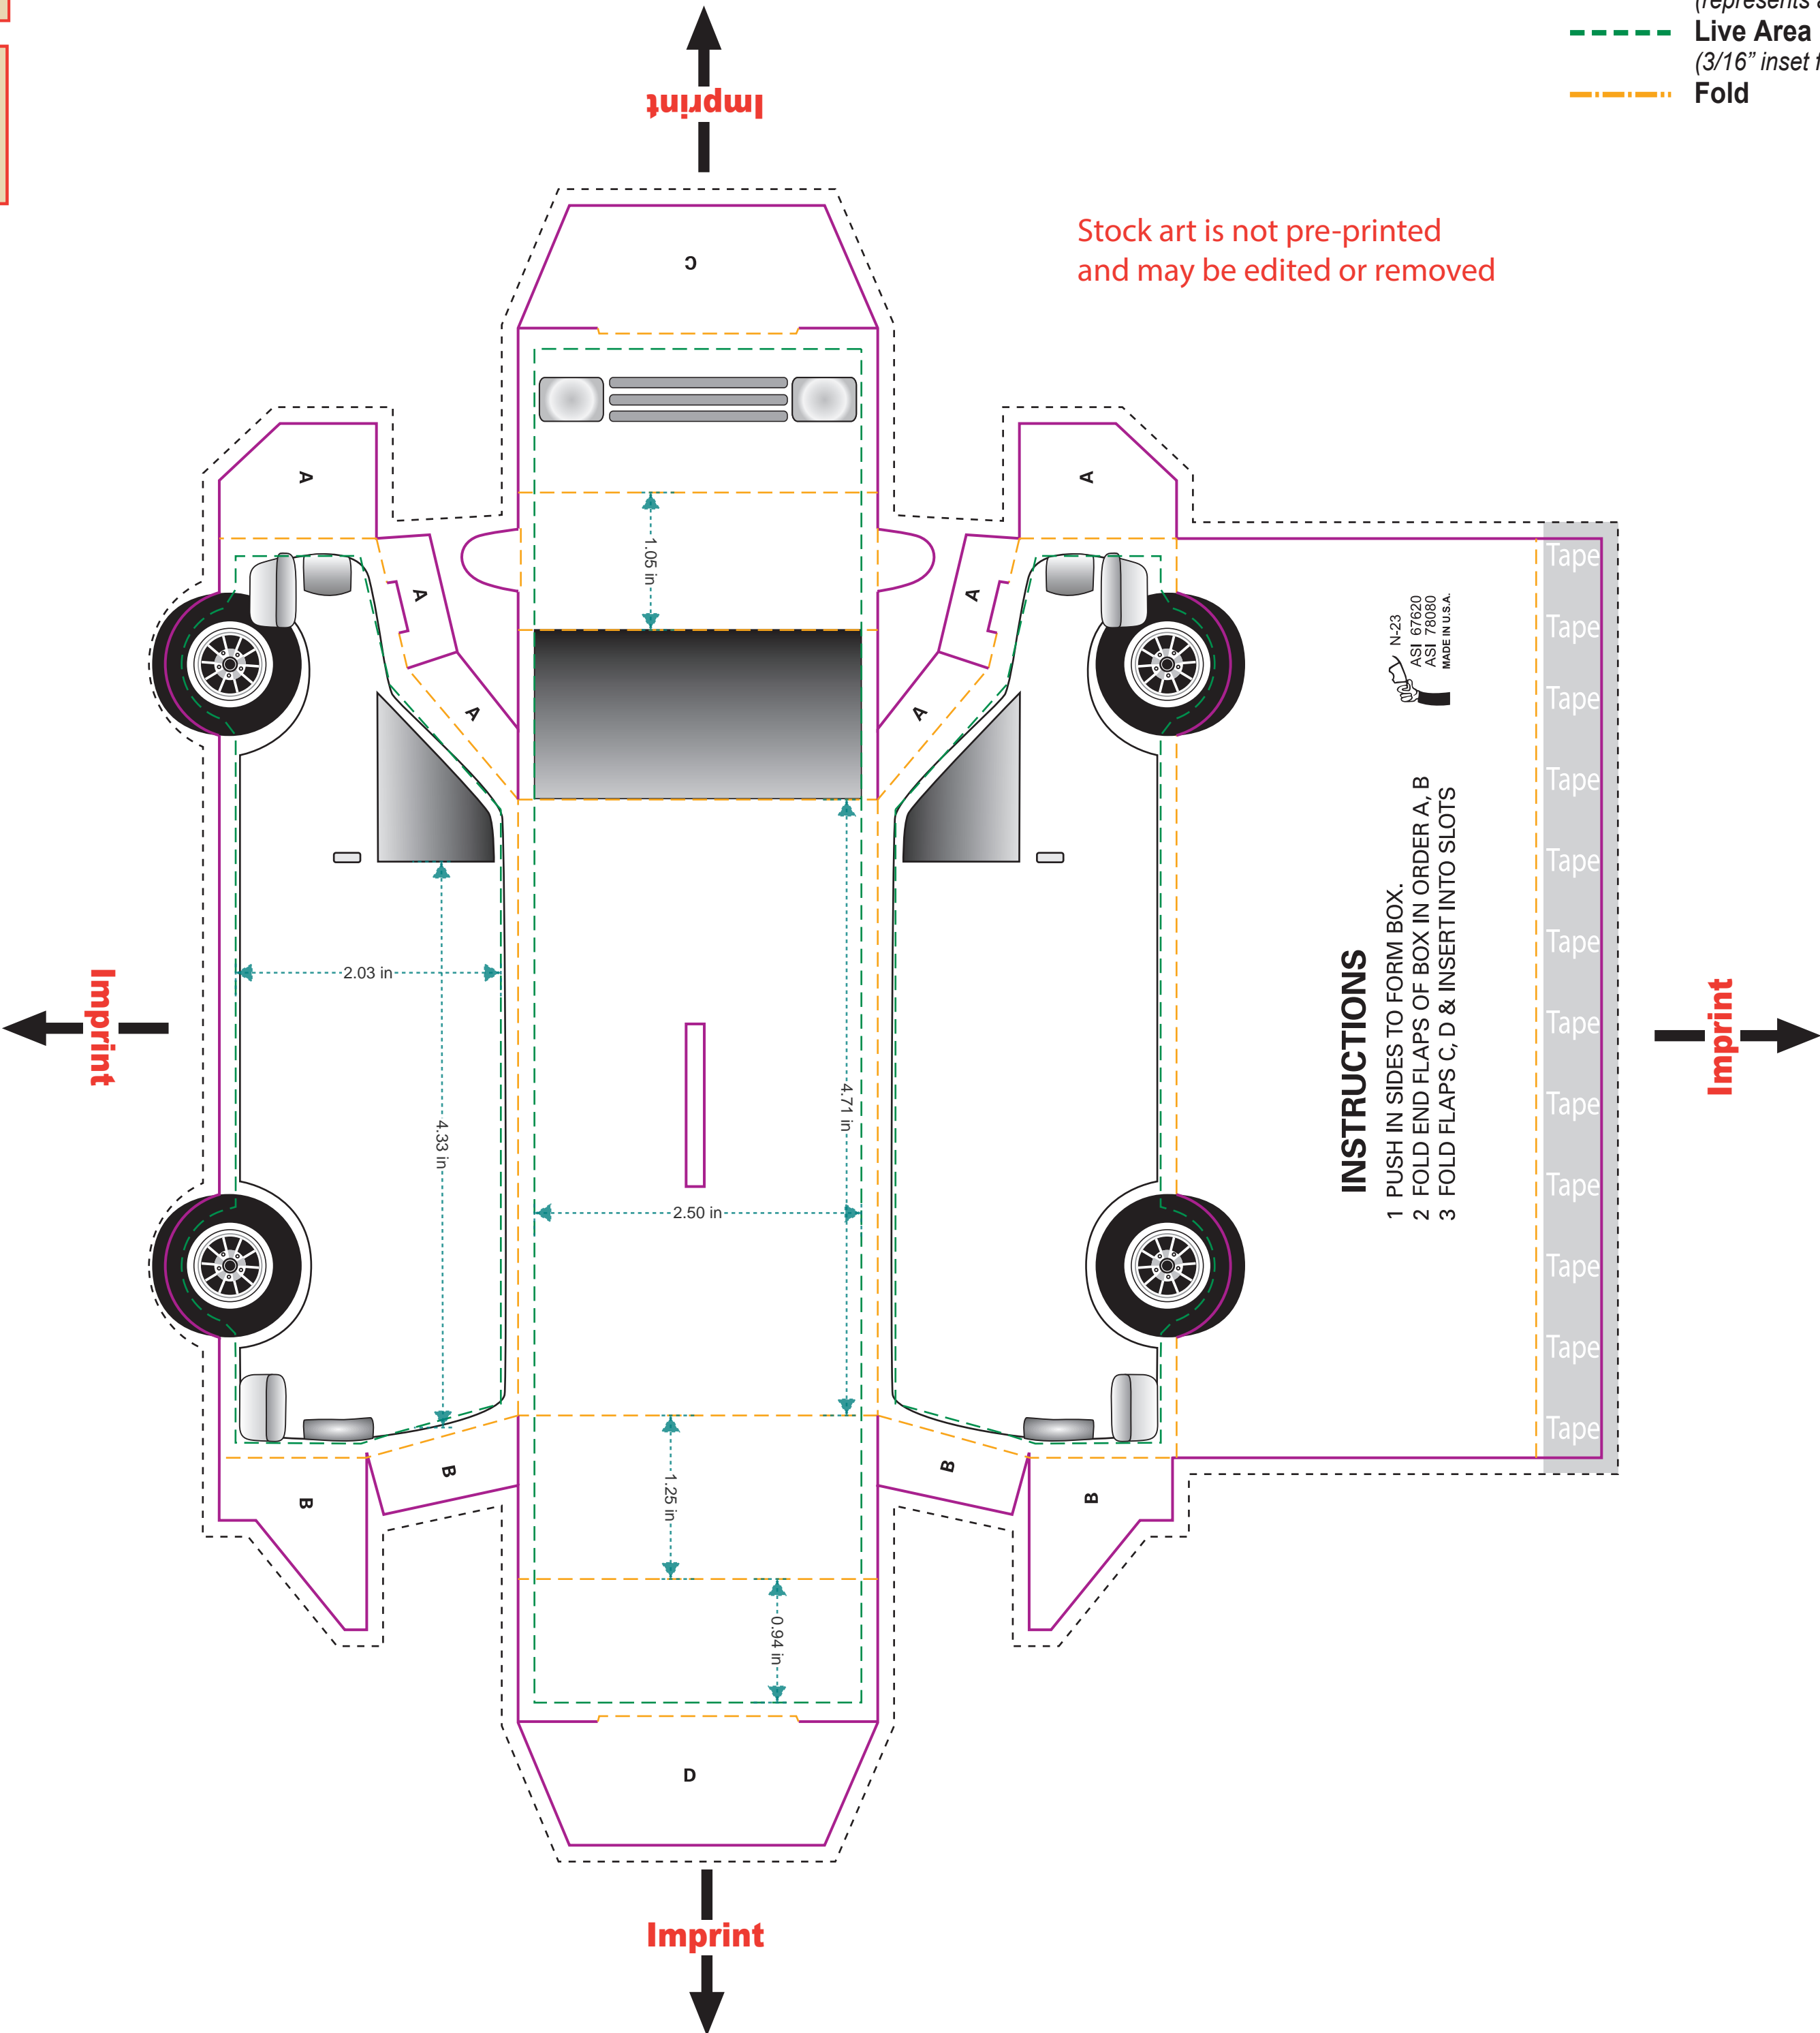 (represents a
Live Area
(3/16” inset f
Fold
Imprint
Stock art is not pre-printed
and may be edited or removed
C
A
A
A
A
A
A
1.05 in
N-23
ASI 67620
ASI 78080
MADE IN U.S.A.
Tape
Tape
Tape
Tape
Tape
Tape
Tape
Tape
Tape
Tape
Tape
Tape
2.03 in
4.33 in
4.71 in
2.50 in
Imprint
Imprint
INSTRUCTIONS
1 PUSH IN SIDES TO FORM BOX.
2 FOLD END FLAPS OF BOX IN ORDER A, B
3 FOLD FLAPS C, D & INSERT INTO SLOTS
B
B
B
B
1.25 in
0.94 in
D
Imprint